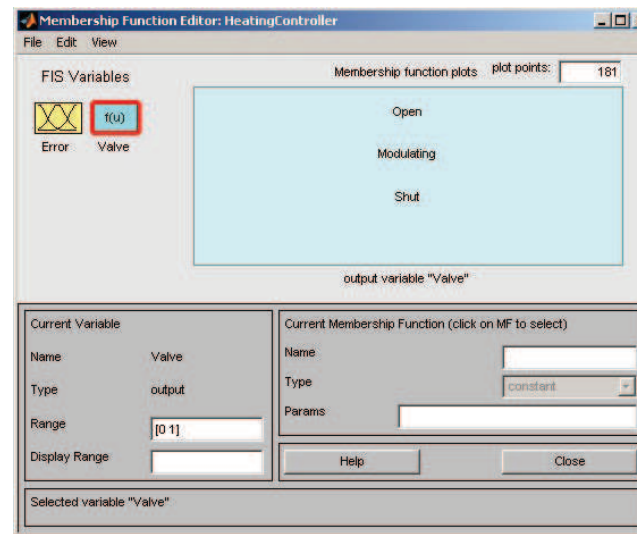 Membership Function Editor: HeatingController
File Edit View
FIS Variables
Membership function plots plot points: 181
f(u)
Error Valve
Open
Modulating
Shut
output variable "Valve"
Current Variable
Name Valve
Type output
Range [0 1]
Display Range
Current Membership Function (click on MF to select)
Name
Type constant
Params
Help Close
Selected variable "Valve"